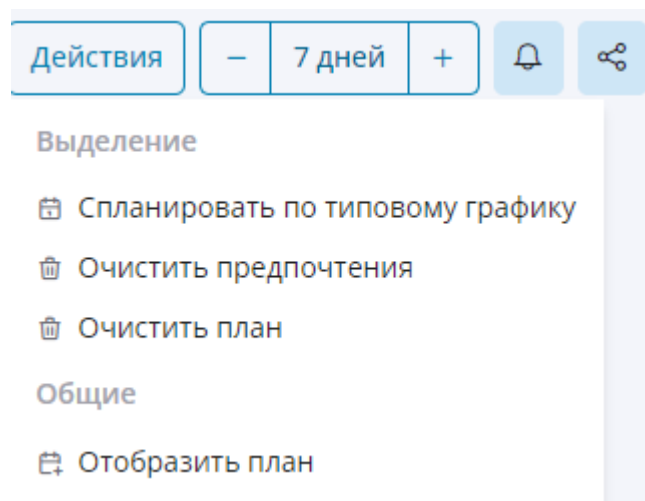 Действия − 7 дней +
Выделение
Спланировать по типовому графику
Очистить предпочтения
Очистить план
Общие
Отобразить план